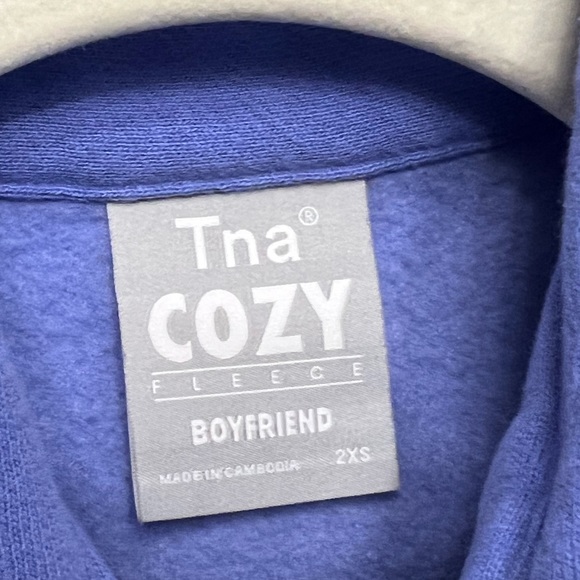 Tna®
COZY
FLEECE
BOYFRIEND
2XS
MADE IN CAMBODIA